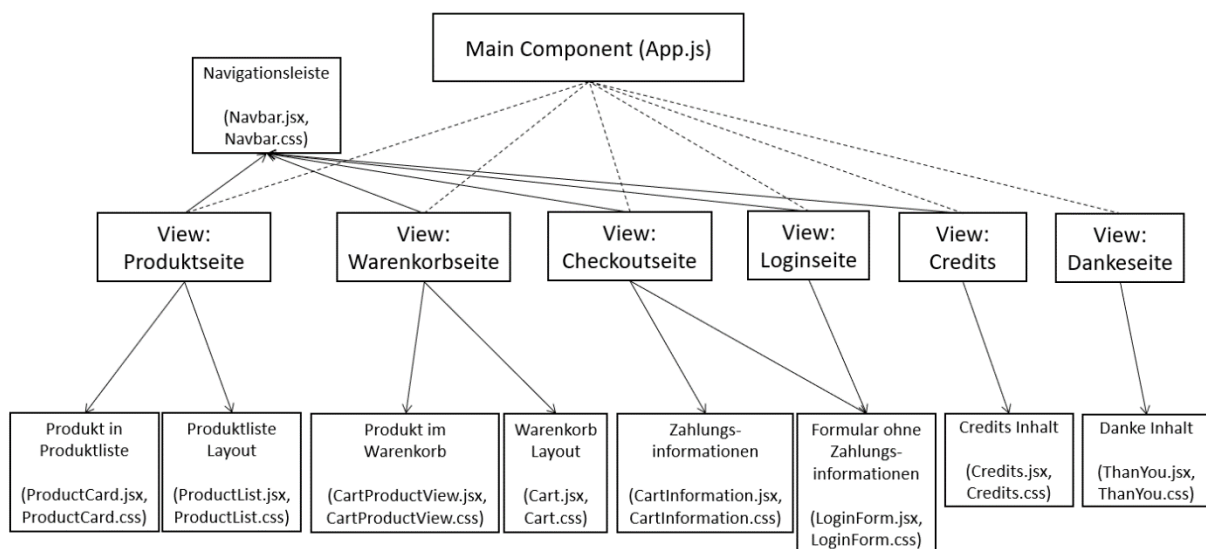 Main Component (App.js)
Navigationsleiste
(Navbar.jsx,
Navbar.css)
View:
Produktseite
View:
Warenkorbseite
View:
Checkoutseite
View:
Loginseite
View:
Credits
View:
Dankeseite
Produkt in
Produktliste
(ProductCard.jsx,
ProductCard.css)
Produktliste
Layout
(ProductList.jsx,
ProductList.css)
Produkt im
Warenkorb
(CartProductView.jsx,
CartProductView.css)
Warenkorb
Layout
(Cart.jsx,
Cart.css)
Zahlungs-
informationen
(CartInformation.jsx,
CartInformation.css)
Formular ohne
Zahlungs-
informationen
(LoginForm.jsx,
LoginForm.css)
Credits Inhalt
(Credits.jsx,
Credits.css)
Danke Inhalt
(ThanYou.jsx,
ThanYou.css)